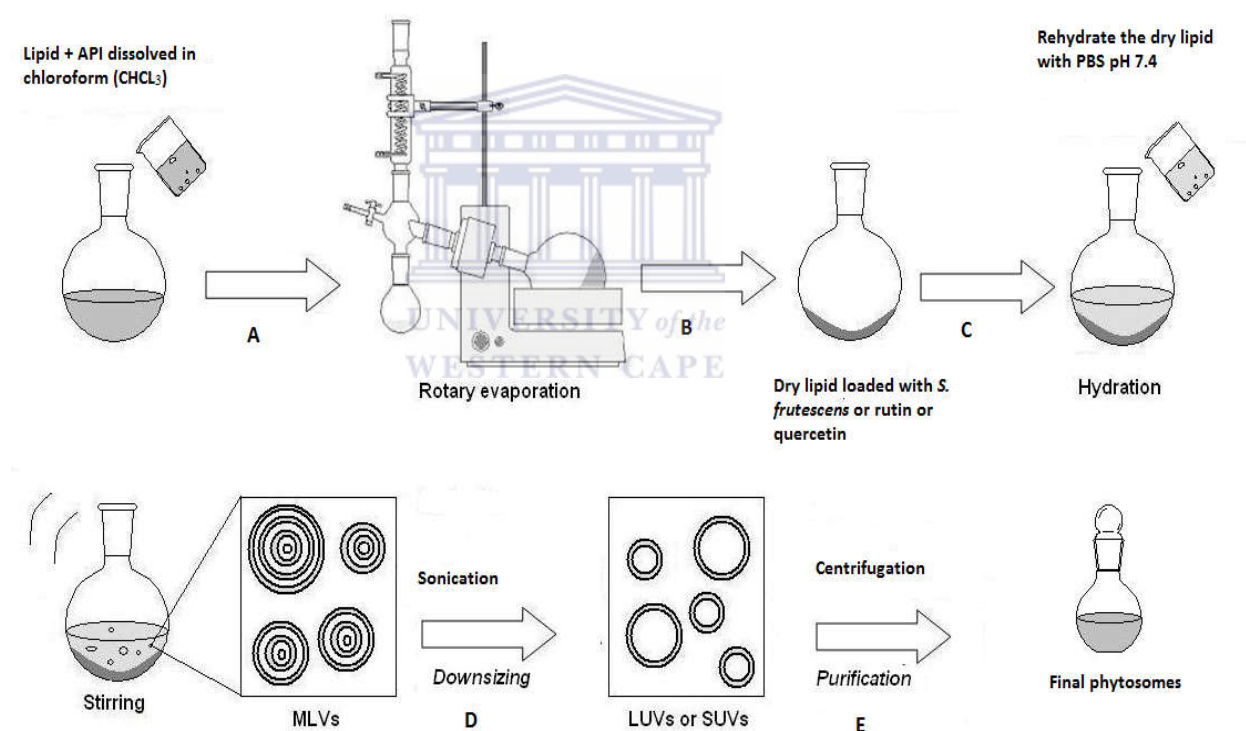 Lipid + API dissolved in
chloroform (CHCL₃)
Rehydrate the dry lipid
with PBS pH 7.4
A
B
C
UNIVERSITY of the
WESTERN CAPE
Rotary evaporation
Dry lipid loaded with S.
frutescens or rutin or
quercetin
Hydration
Sonication
Centrifugation
Downsizing
Purification
Stirring
MLVs
D
LUVs or SUVs
E
Final phytosomes